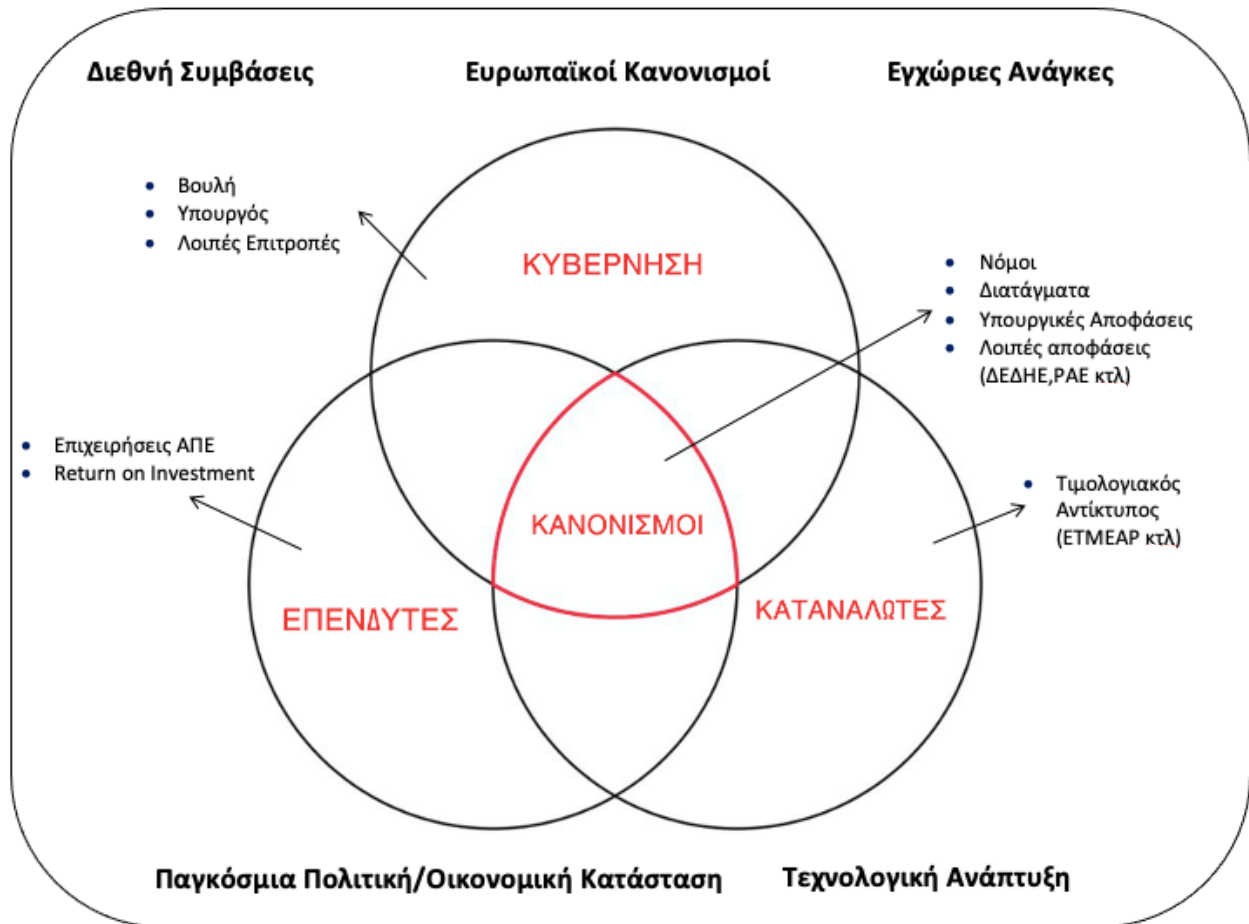 Διεθνή Συμβάσεις
Ευρωπαϊκοί Κανονισμοί
Εγχώριες Ανάγκες
• Βουλή
• Υπουργός
• Λοιπές Επιτροπές
ΚΥΒΕΡΝΗΣΗ
• Νόμοι
• Διατάγματα
• Υπουργικές Αποφάσεις
• Λοιπές αποφάσεις
(ΔΕΔΗΕ,ΡΑΕ κτλ)
• Επιχειρήσεις ΑΠΕ
• Return on Investment
• Τιμολογιακός
Αντίκτυπος
(ΕΤΜΕΑΡ κτλ)
ΚΑΝΟΝΙΣΜΟΙ
ΕΠΕΝΔΥΤΕΣ
ΚΑΤΑΝΑΛΩΤΕΣ
Παγκόσμια Πολιτική/Οικονομική Κατάσταση
Τεχνολογική Ανάπτυξη